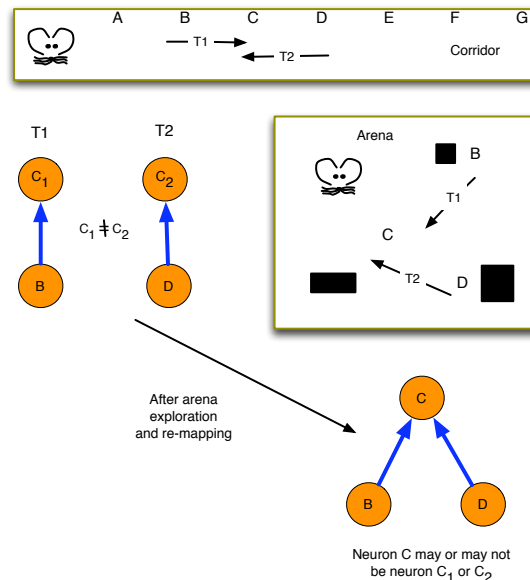 A B C D E F G
T1
T2
Corridor
T1 T2
C1 C2
C1 ≠ C2
B D
Arena
B
T1
C
T2
D
After arena
exploration
and re-mapping
C
B D
Neuron C may or may not
be neuron C1 or C2